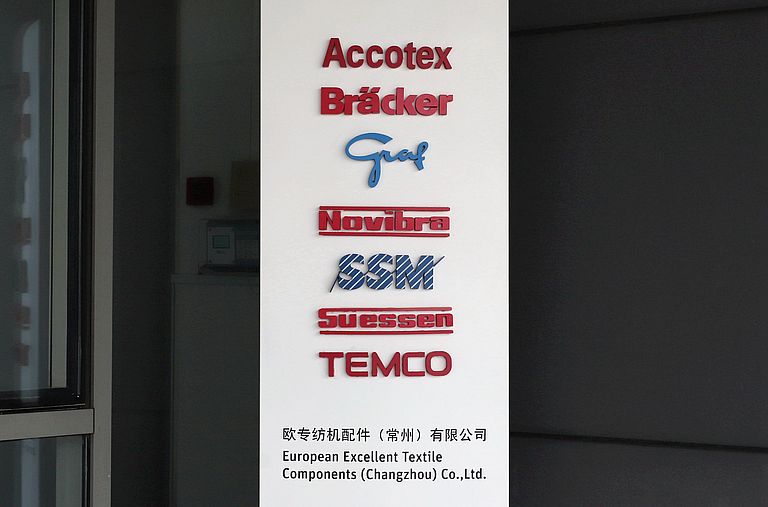 Accotex
Bräcker
Graf
Novibra
SSM
Suessen
TEMCO
欧专纺机配件（常州）有限公司
European Excellent Textile
Components (Changzhou) Co.,Ltd.